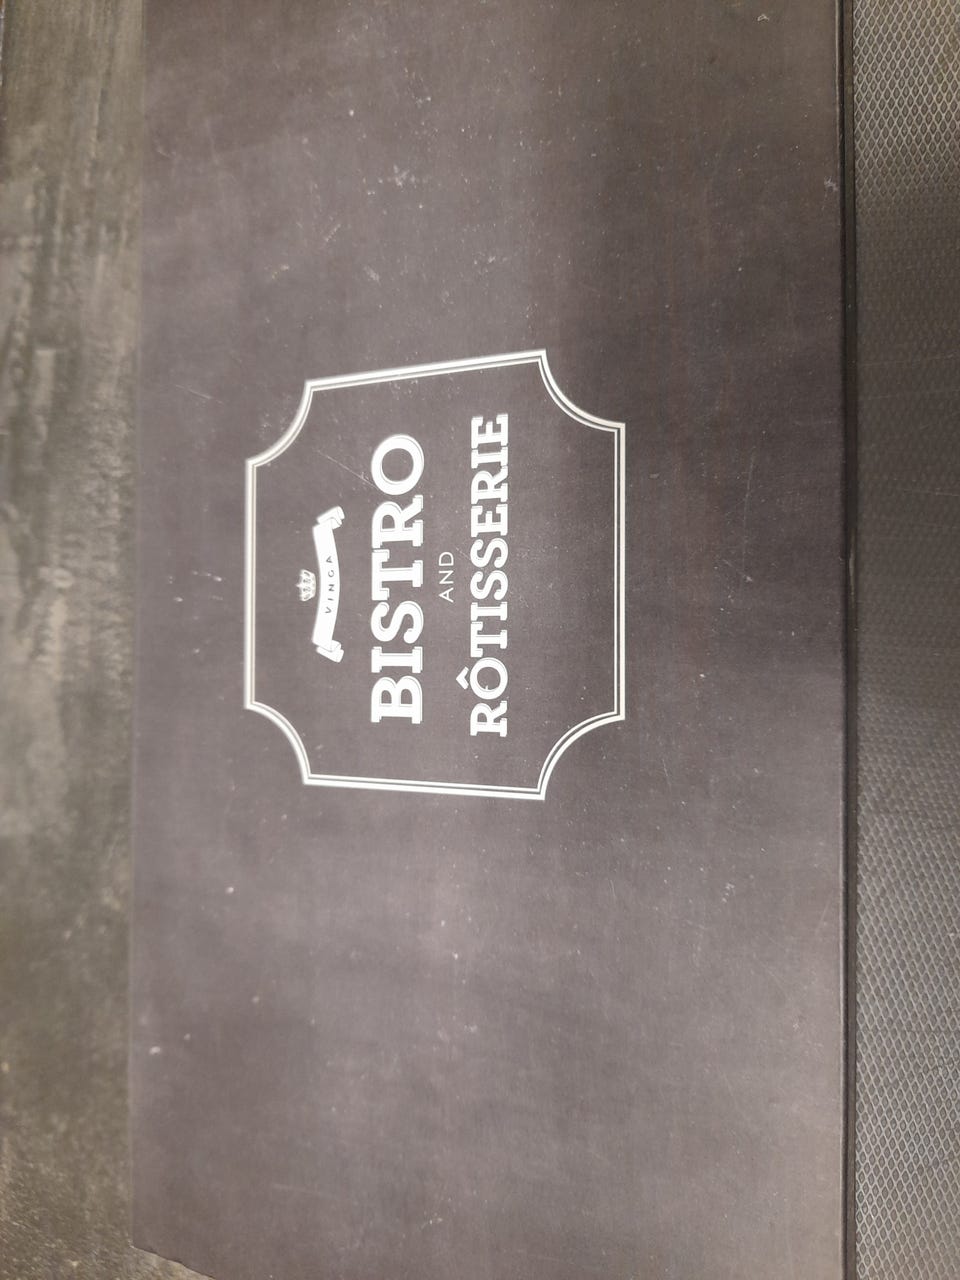 VINGA
BISTRO
AND
RÔTISSERIE